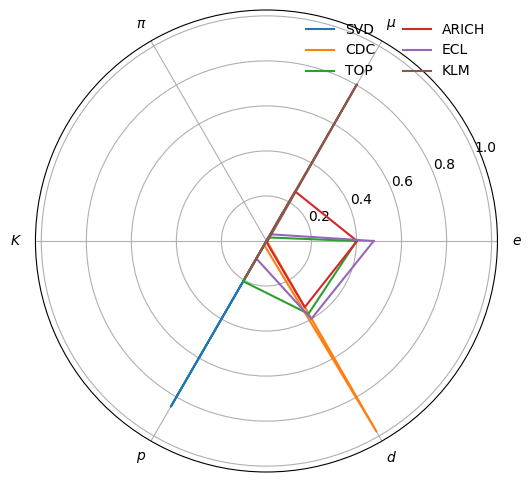 π
μ
SVD ARICH
CDC ECL
TOP KLM
1.0
0.8
0.6
0.4
0.2
K
e
p
d